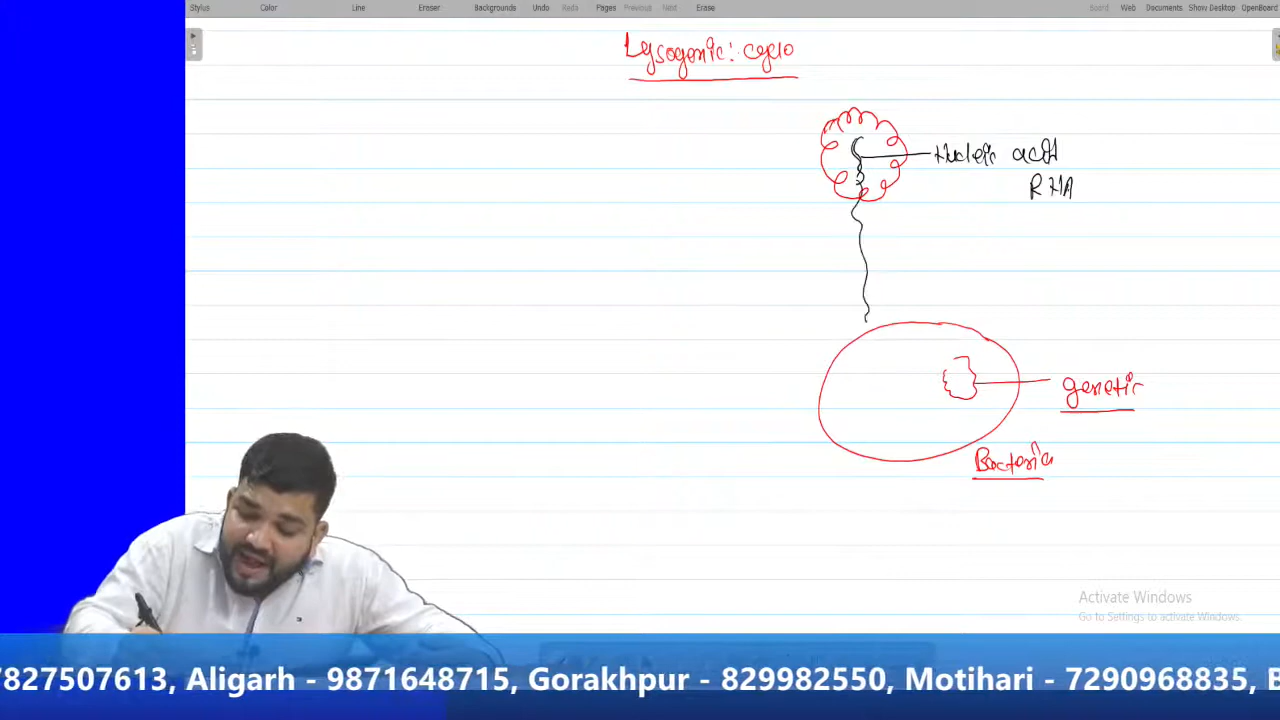 Stylus Color Line Eraser Backgrounds Undo Redo Pages Previous Next Erase Board Web Documents Show Desktop OpenBoard
Lysogenic: cycle
Nucleic acid
RNA
genetic
Bacteria
Activate Windows
Go to Settings to activate Windows.
7827507613, Aligarh - 9871648715, Gorakhpur - 829982550, Motihari - 7290968835, B